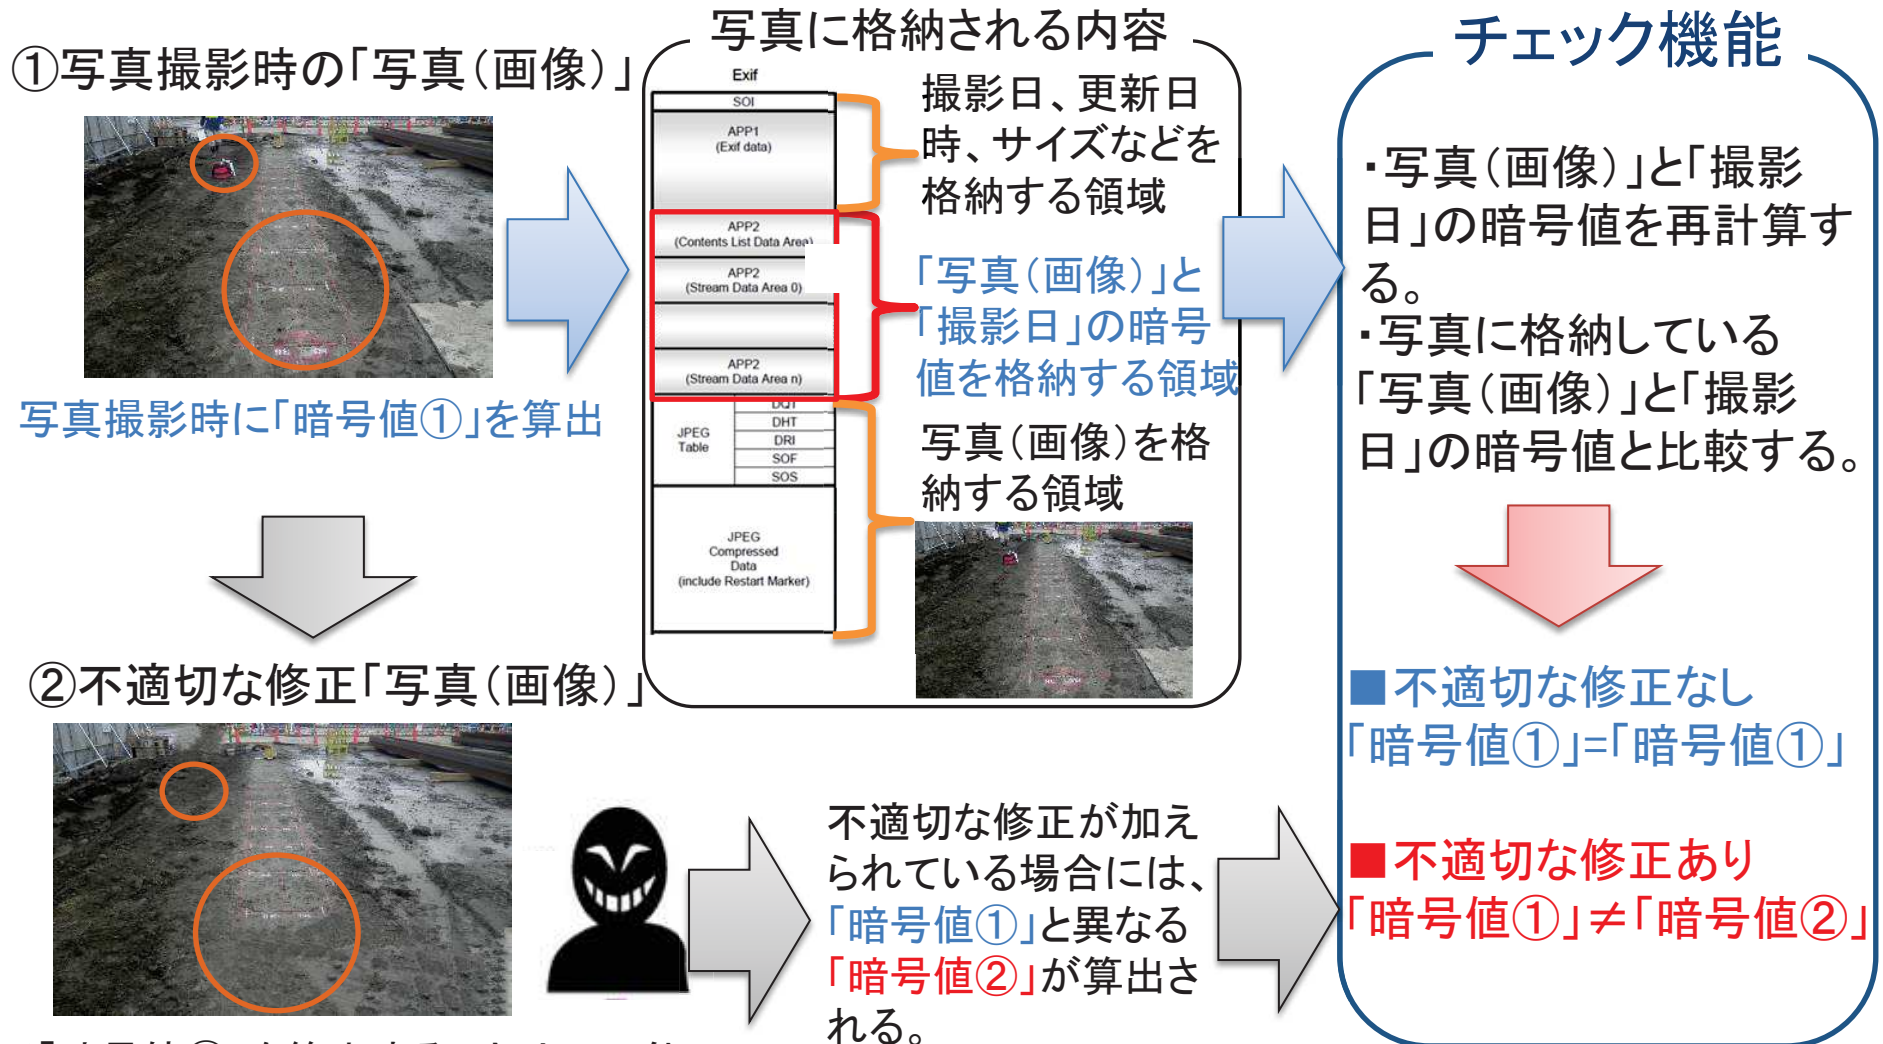 ①写真撮影時の「写真（画像）」
写真撮影時に「暗号値①」を算出
写真に格納される内容
Exif
SOI
APP1
(Exif data)
APP2
(Contents List Data Area)
APP2
(Stream Data Area 0)
APP2
(Stream Data Area n)
JPEG
Table
DQT
DHT
DRI
SOF
SOS
JPEG
Compressed
Data
(include Restart Marker)
撮影日、更新日
時、サイズなどを
格納する領域
「写真（画像）」と
「撮影日」の暗号
値を格納する領域
写真（画像）を格
納する領域
チェック機能
・写真（画像）」と「撮影
日」の暗号値を再計算す
る。
・写真に格納している
「写真（画像）」と「撮影
日」の暗号値と比較する。
■不適切な修正なし
「暗号値①」=「暗号値①」
■不適切な修正あり
「暗号値①」≠「暗号値②」
②不適切な修正「写真（画像）」
不適切な修正が加え
られている場合には、
「暗号値①」と異なる
「暗号値②」が算出さ
れる。